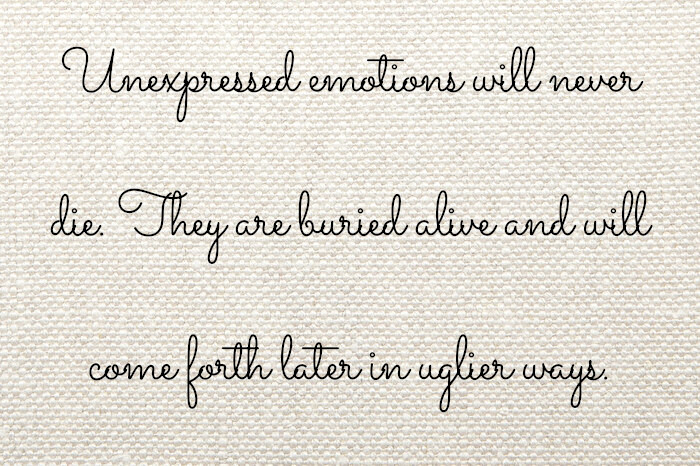 Unexpressed emotions will never
die. They are buried alive and will
come forth later in uglier ways.